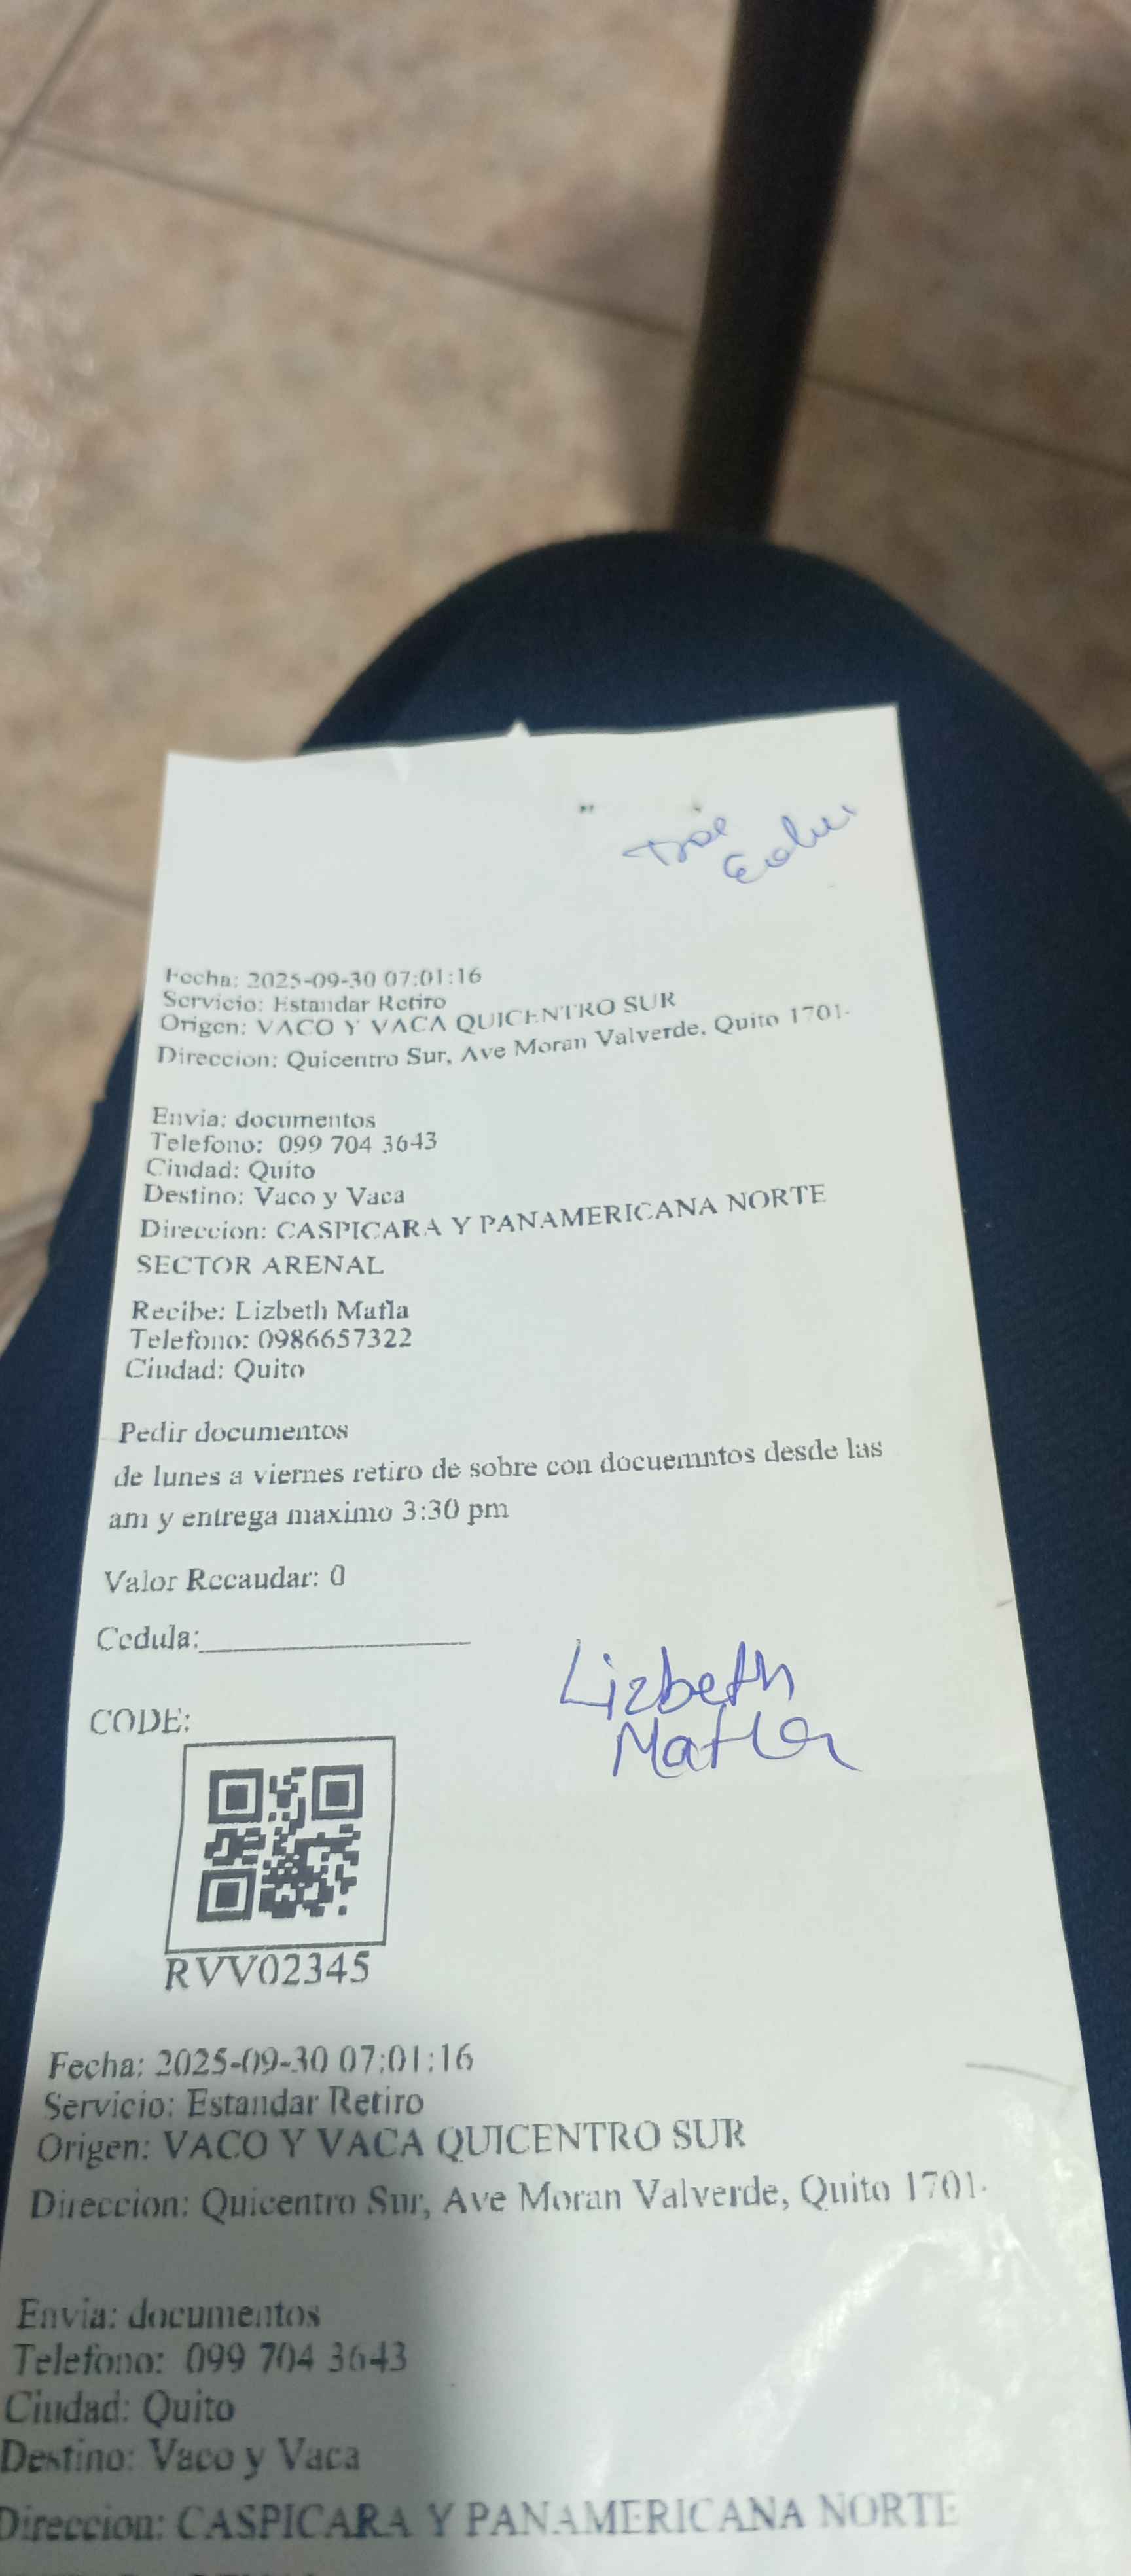 Fecha: 2025-09-30 07:01:16
Servicio: Estandar Retiro
Origen: VACO Y VACA QUICENTRO SUR
Direccion: Quicentro Sur, Ave Moran Valverde, Quito 1701-
Envia: documentos
Telefono: 099 704 3643
Ciudad: Quito
Destino: Vaco y Vaca
Direccion: CASPICARA Y PANAMERICANA NORTE
SECTOR ARENAL
Recibe: Lizbeth Mafla
Telefono: 0986657322
Ciudad: Quito
Pedir documentos
de lunes a viernes retiro de sobre con docuemntos desde las
am y entrega maximo 3:30 pm
Valor Recaudar: 0
Cedula:
Lizbeth
Mafla
CODE:
RVV02345
Fecha: 2025-09-30 07:01:16
Servicio: Estandar Retiro
Origen: VACO Y VACA QUICENTRO SUR
Direccion: Quicentro Sur, Ave Moran Valverde, Quito 1701-
Envia: documentos
Telefono: 099 704 3643
Ciudad: Quito
Destino: Vaco y Vaca
Direccion: CASPICARA Y PANAMERICANA NORTE